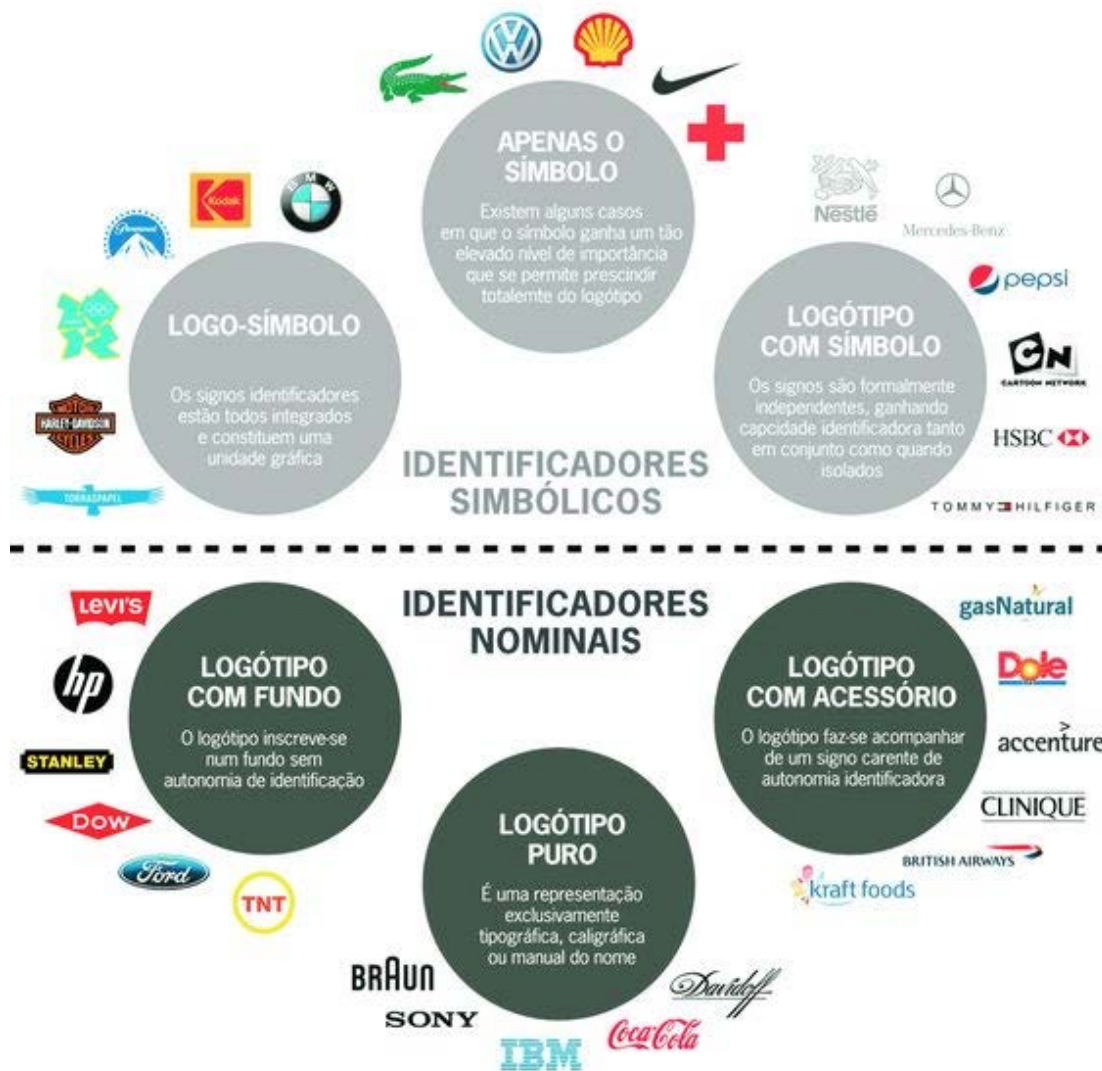 APENAS O
SÍMBOLO
Existem alguns casos
em que o símbolo ganha um tão
elevado nível de importância
que se permite prescindir
totalemte do logótipo
Kodak
BMW
Paramount
LOGO-SÍMBOLO
Os signos identificadores
estão todos integrados
e constituem uma
unidade gráfica
MOTOR
HARLEY-DAVIDSON
CYCLES
TORRASPAPEL
Nestlé
Mercedes-Benz
pepsi
LOGÓTIPO
COM SÍMBOLO
Os signos são formalmente
independentes, ganhando
capcidade identificadora tanto
em conjunto como quando
isolados
CN
CARTOON NETWORK
HSBC
TOMMY HILFIGER
IDENTIFICADORES
SIMBÓLICOS
IDENTIFICADORES
NOMINAIS
LEVI'S
hp
STANLEY
DOW
Ford
TNT
LOGÓTIPO
COM FUNDO
O logótipo inscreve-se
num fundo sem
autonomia de identificação
LOGÓTIPO
PURO
É uma representação
exclusivamente
tipográfica, caligráfica
ou manual do nome
BRAUN
SONY
IBM
Coca-Cola
Davidoff
LOGÓTIPO
COM ACESSÓRIO
O logótipo faz-se acompanhar
de um signo carente de
autonomia identificadora
gasNatural
Dole
accenture
CLINIQUE
BRITISH AIRWAYS
kraft foods